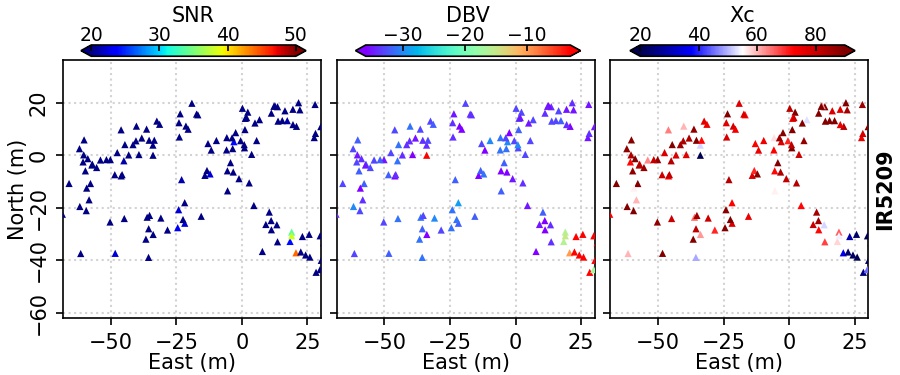 SNR DBV Xc
20 30 40 50 −30 −20 −10 20 40 60 80
North (m)
20
0
−20
−40
−60
IR5209
−50 −25 0 25 −50 −25 0 25 −50 −25 0 25
East (m) East (m) East (m)